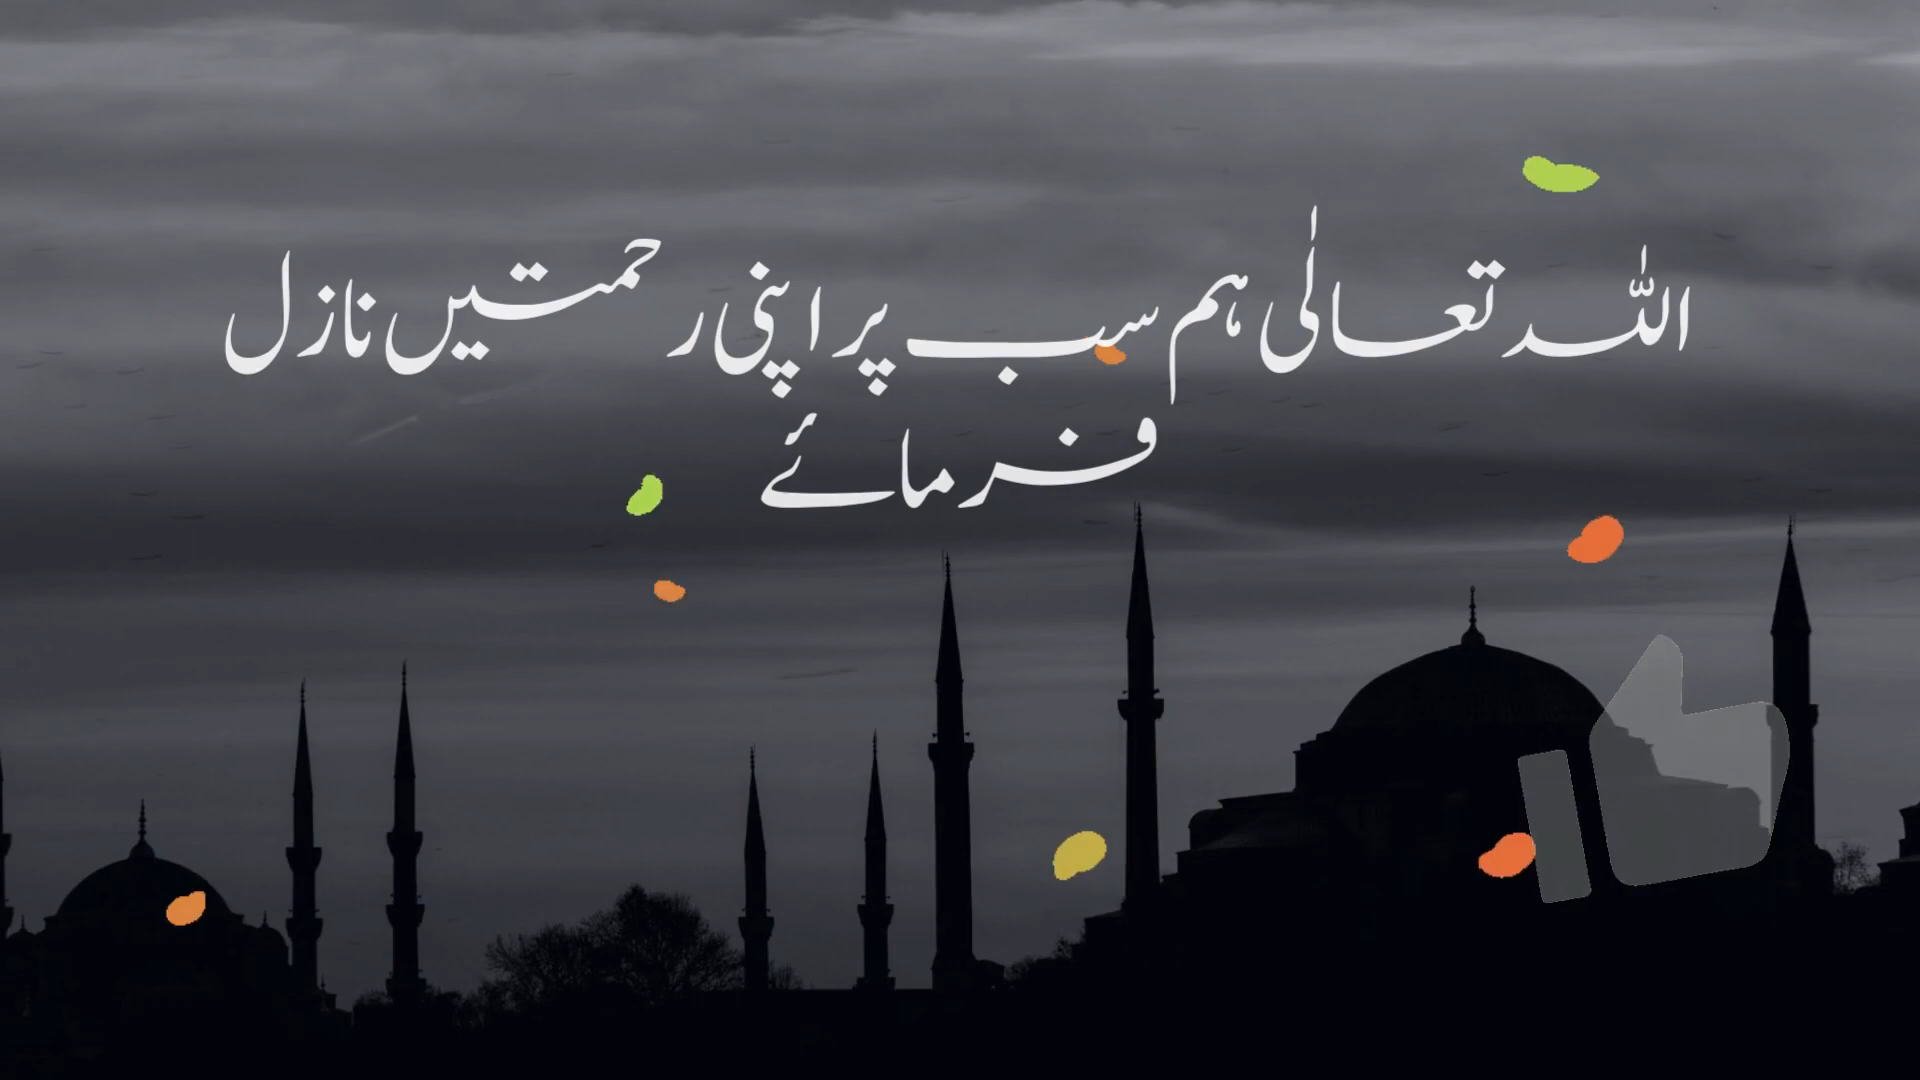 اللہ تعالٰی ہم سب پر اپنی رحمتیں نازل
فرمائے